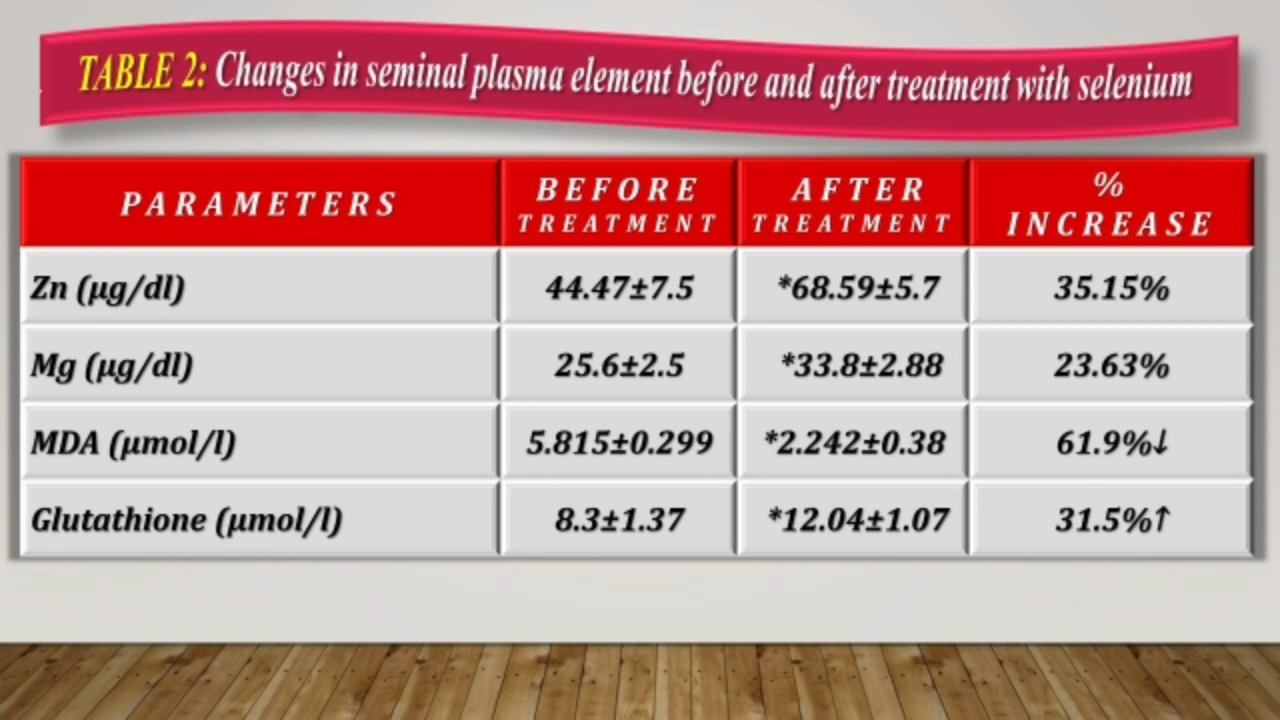 TABLE 2: Changes in seminal plasma element before and after treatment with selenium
PARAMETERS
BEFORE
TREATMENT
AFTER
TREATMENT
%
INCREASE
Zn (μg/dl) 44.47±7.5 *68.59±5.7 35.15%
Mg (μg/dl) 25.6±2.5 *33.8±2.88 23.63%
MDA (μmol/l) 5.815±0.299 *2.242±0.38 61.9%↓
Glutathione (μmol/l) 8.3±1.37 *12.04±1.07 31.5%↑